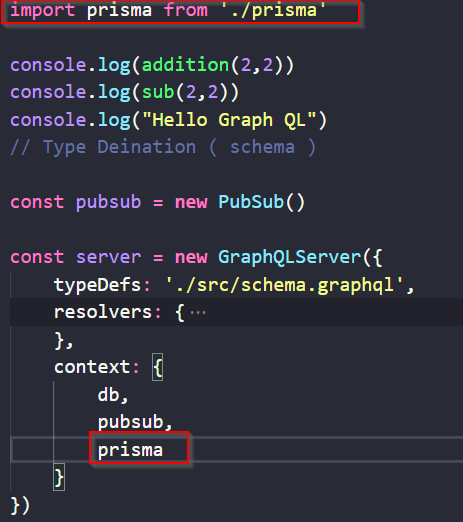 import prisma from './prisma'
console.log(addition(2,2))
console.log(sub(2,2))
console.log("Hello Graph QL")
// Type Deination ( schema )
const pubsub = new PubSub()
const server = new GraphQLServer({
typeDefs: './src/schema.graphql',
resolvers: { ⋯
},
context: {
db,
pubsub,
prisma
}
})